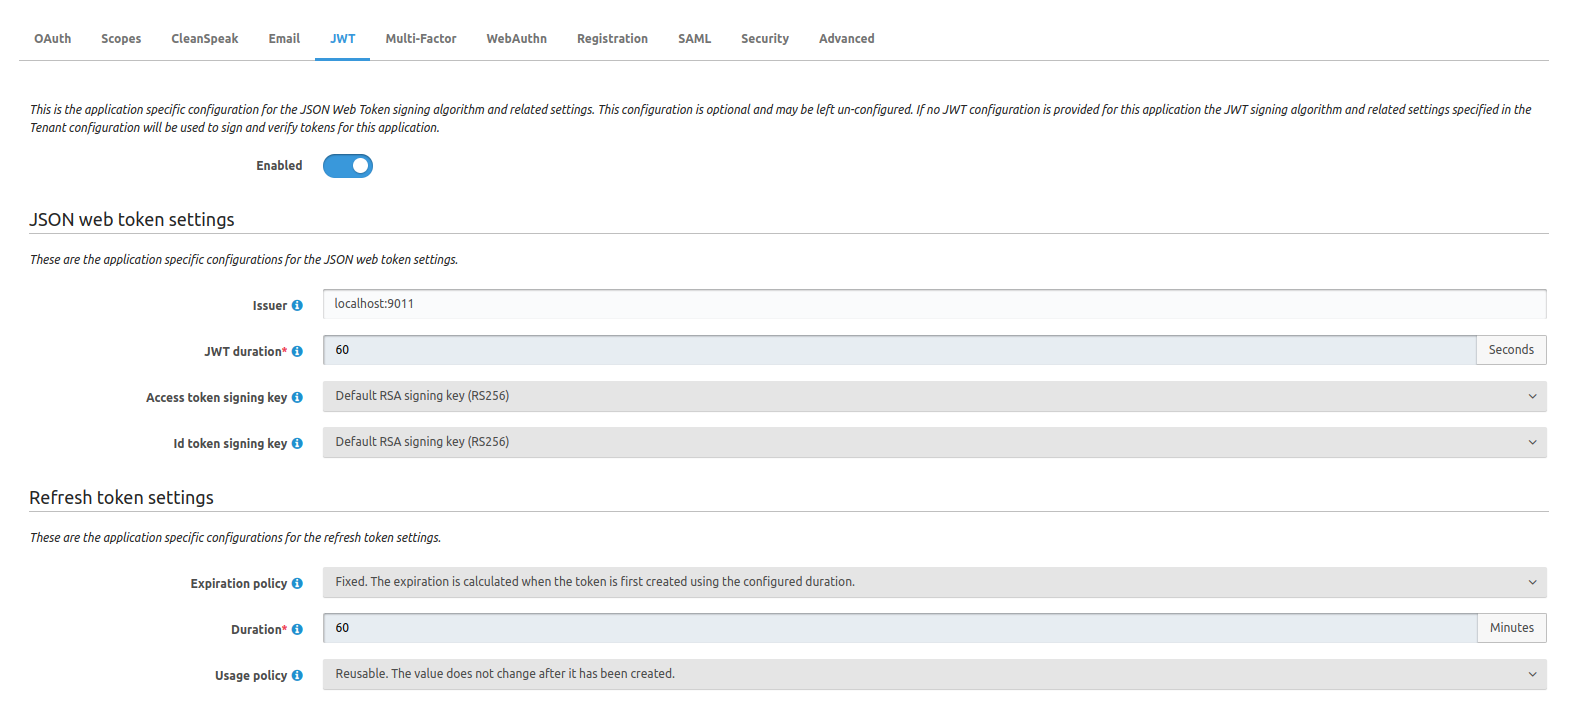 OAuth Scopes CleanSpeak Email JWT Multi-Factor WebAuthn Registration SAML Security Advanced
This is the application specific configuration for the JSON Web Token signing algorithm and related settings. This configuration is optional and may be left un-configured. If no JWT configuration is provided for this application the JWT signing algorithm and related settings specified in the
Tenant configuration will be used to sign and verify tokens for this application.
Enabled
JSON web token settings
These are the application specific configurations for the JSON web token settings.
Issuer localhost:9011
JWT duration* 60 Seconds
Access token signing key Default RSA signing key (RS256)
Id token signing key Default RSA signing key (RS256)
Refresh token settings
These are the application specific configurations for the refresh token settings.
Expiration policy Fixed. The expiration is calculated when the token is first created using the configured duration.
Duration* 60 Minutes
Usage policy Reusable. The value does not change after it has been created.